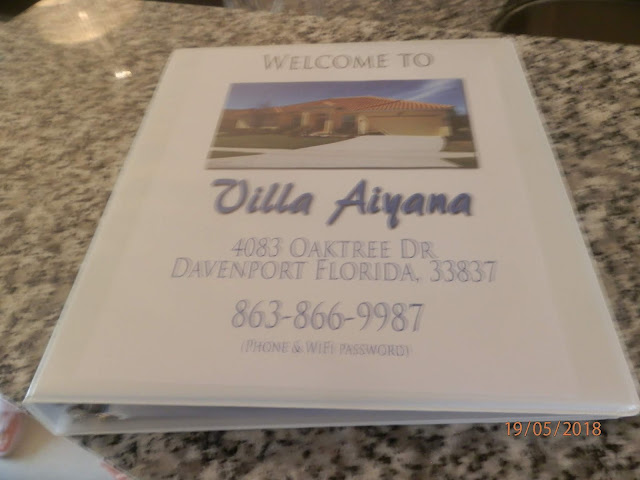 WELCOME TO
Villa Aiyana
4083 OAKTREE DR
DAVENPORT FLORIDA, 33837
863-866-9987
(PHONE & WIFI PASSWORD)
19/05/2018